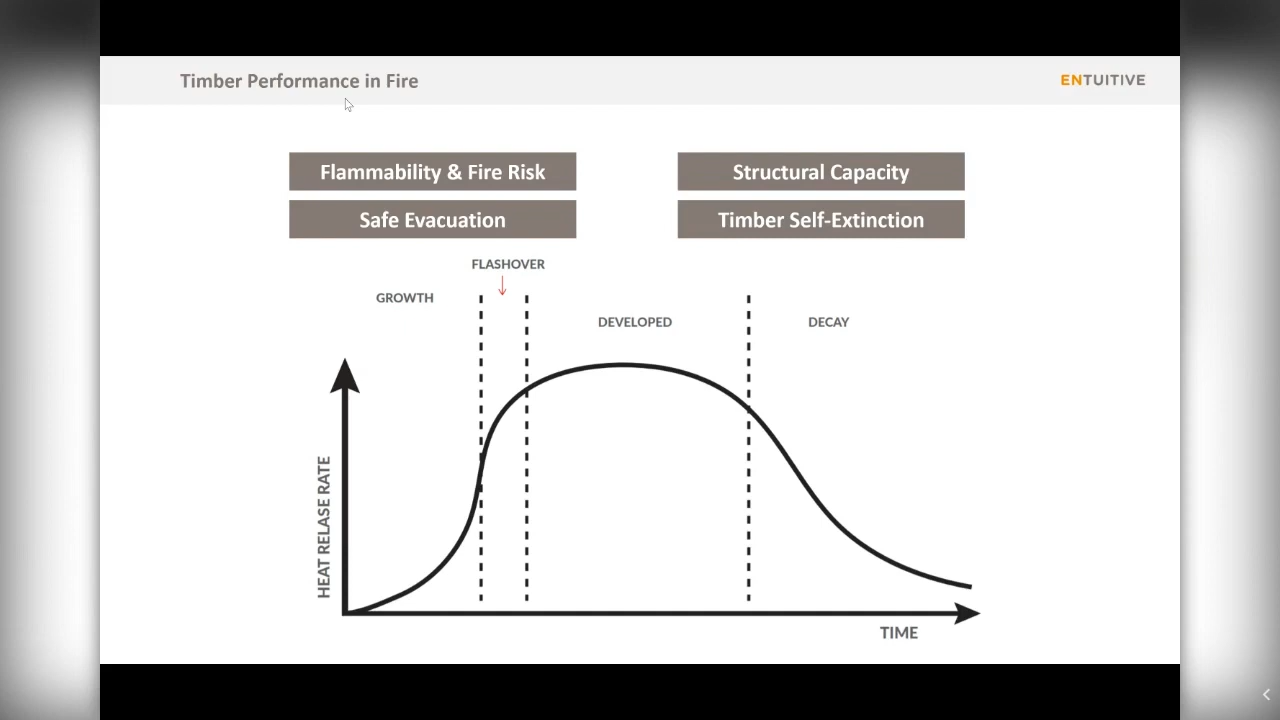 Timber Performance in Fire
ENTUITIVE
Flammability & Fire Risk
Structural Capacity
Safe Evacuation
Timber Self-Extinction
FLASHOVER
GROWTH
DEVELOPED
DECAY
HEAT RELASE RATE
TIME